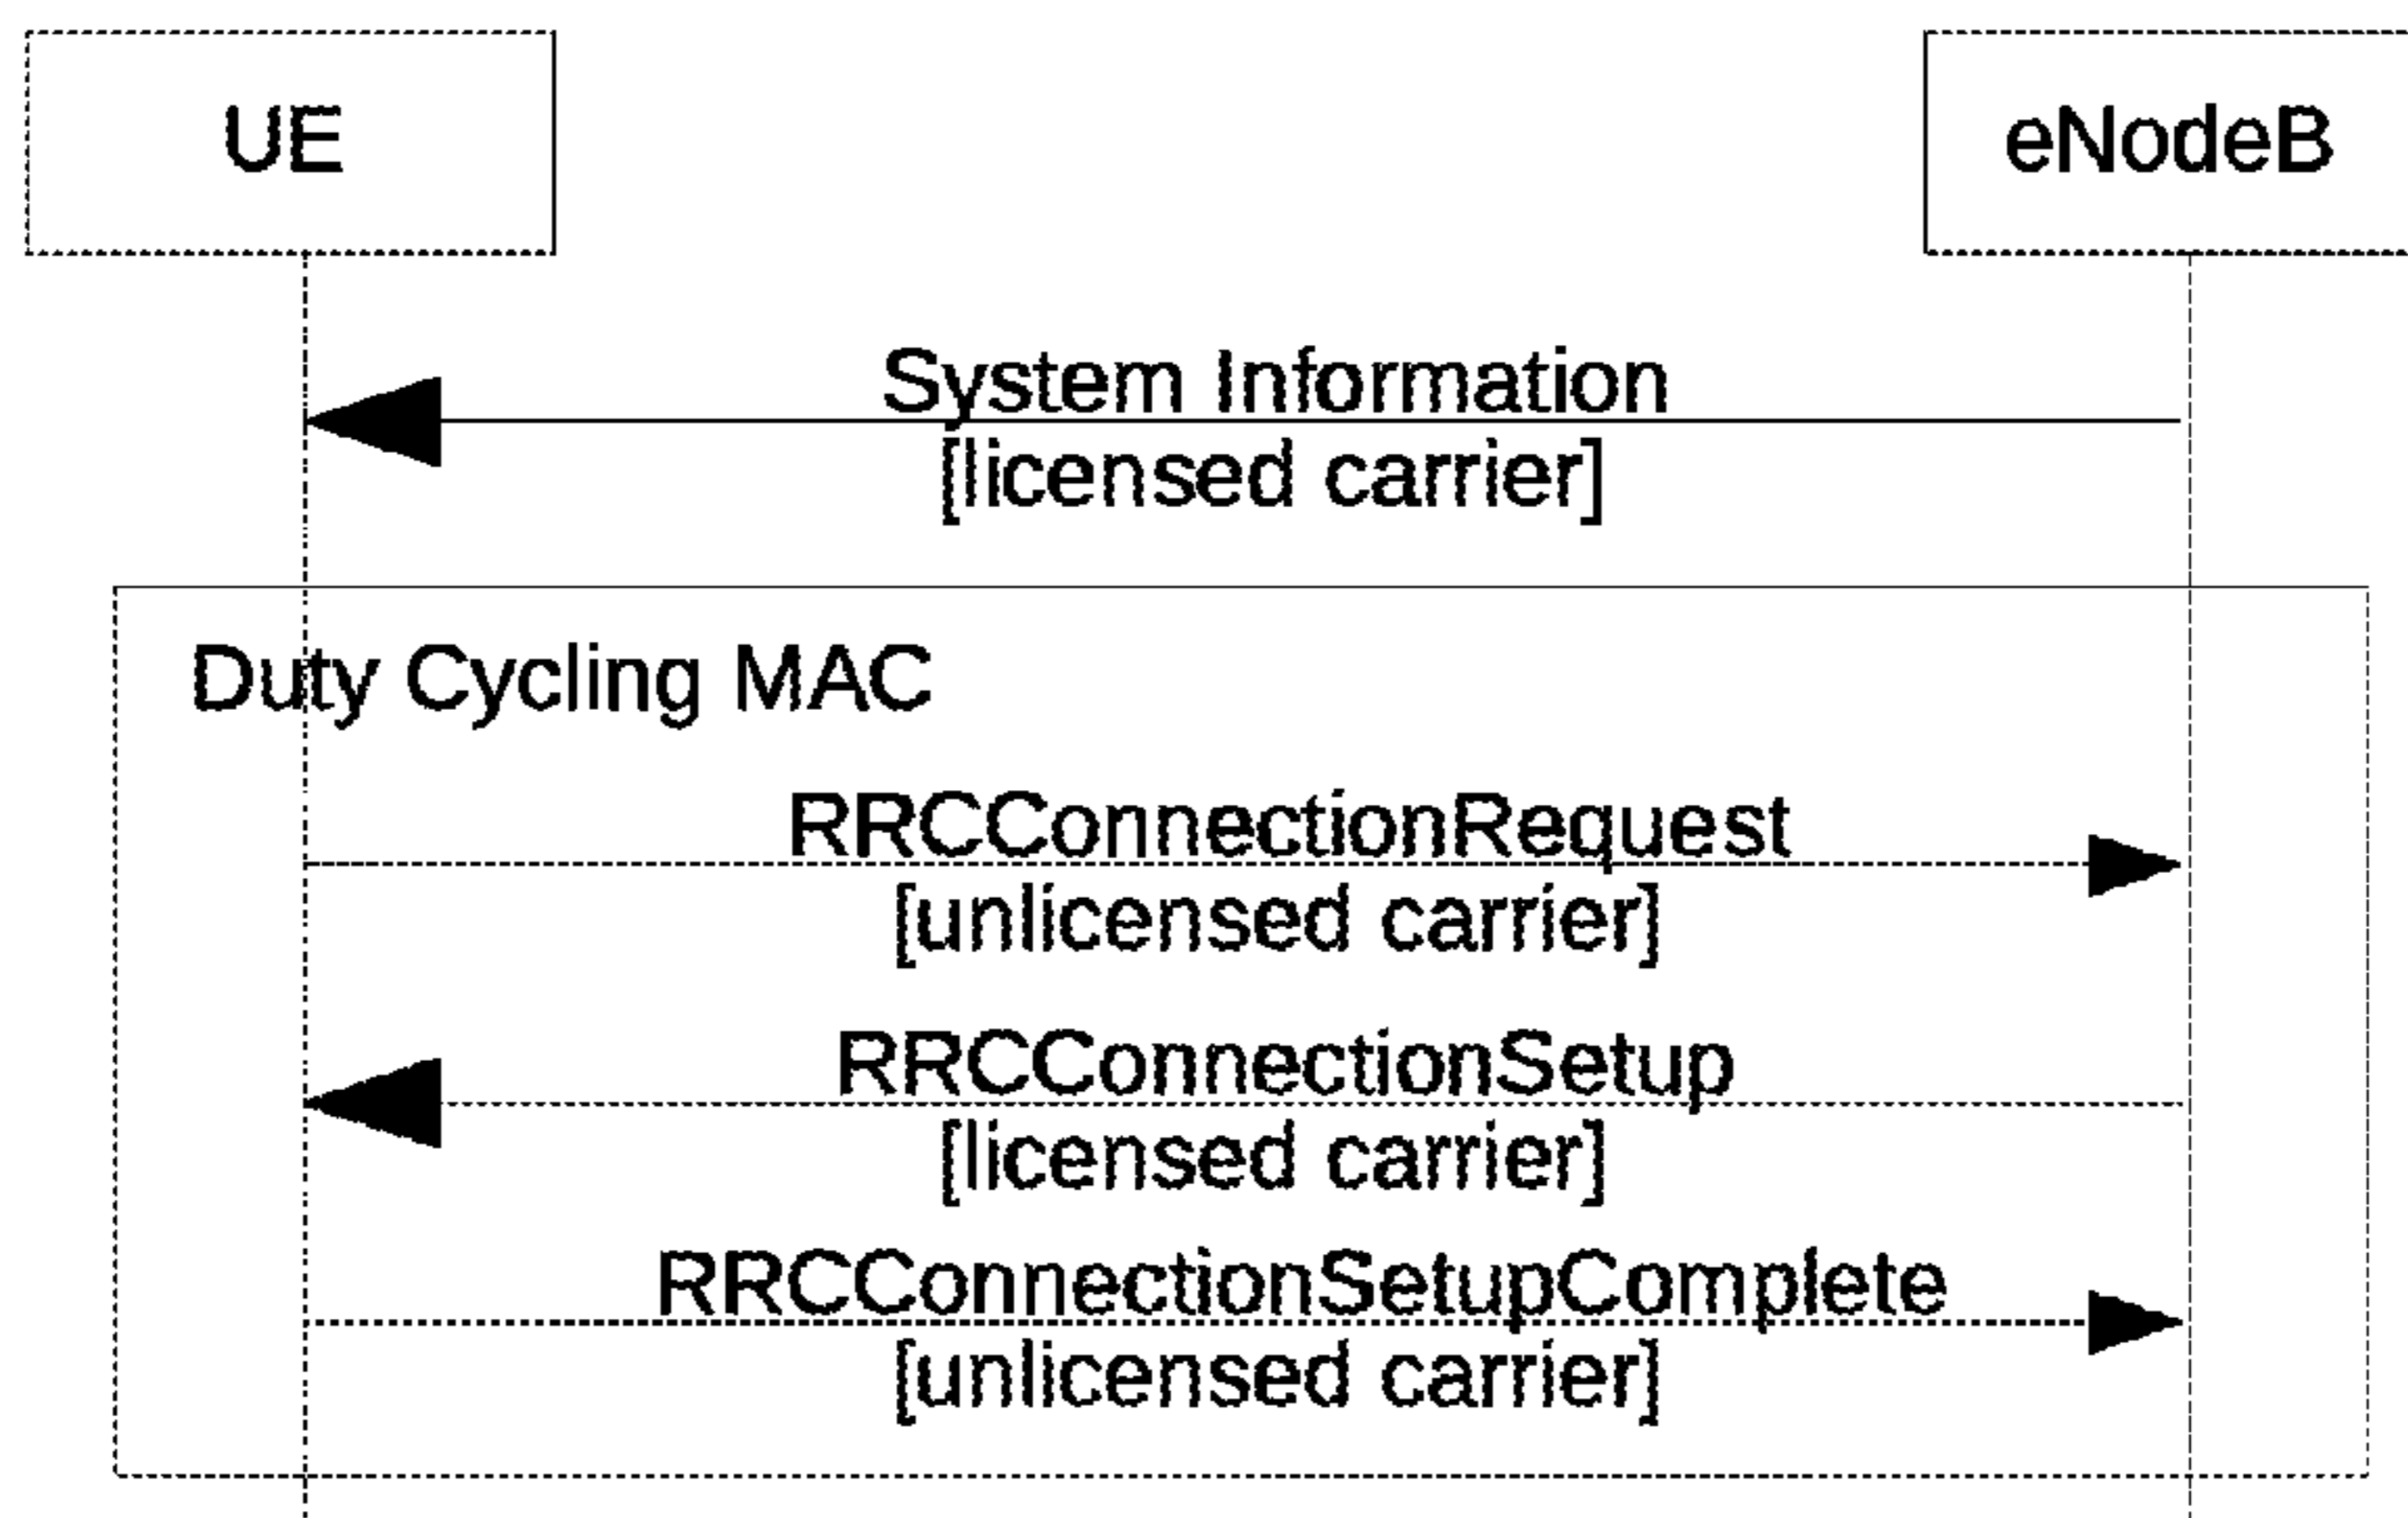 UE
eNodeB
System Information
[licensed carrier]
Duty Cycling MAC
RRCConnectionRequest
[unlicensed carrier]
RRCConnectionSetup
[licensed carrier]
RRCConnectionSetupComplete
[unlicensed carrier]